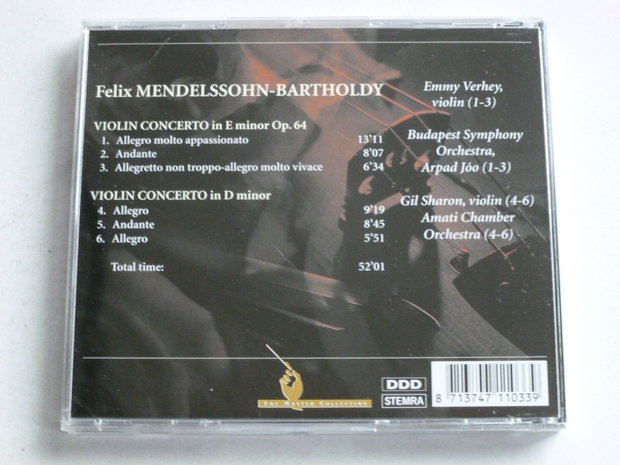 Felix MENDELSSOHN-BARTHOLDY
VIOLIN CONCERTO in E minor Op. 64
1. Allegro molto appassionato 13'11
2. Andante 8'07
3. Allegretto non troppo-allegro molto vivace 6'34
VIOLIN CONCERTO in D minor
4. Allegro 9'19
5. Andante 8'45
6. Allegro 5'51
Total time: 52'01
Emmy Verhey,
violin (1-3)
Budapest Symphony
Orchestra,
Arpad Jóo (1-3)
Gil Sharon, violin (4-6)
Amati Chamber
Orchestra (4-6)
THE MASTER COLLECTION
DDD
STEMRA
8 713747 110339